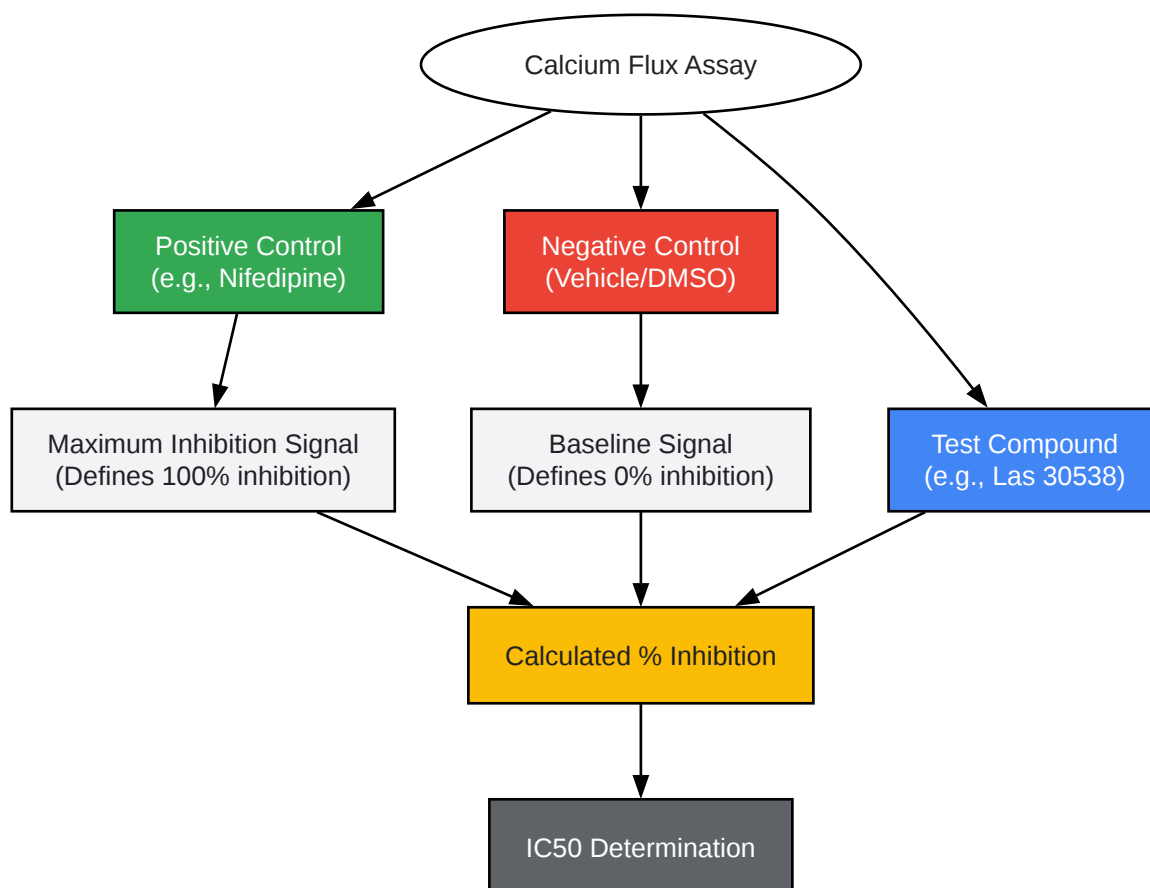 Calcium Flux Assay
Positive Control
(e.g., Nifedipine)
Negative Control
(Vehicle/DMSO)
Maximum Inhibition Signal
(Defines 100% inhibition)
Baseline Signal
(Defines 0% inhibition)
Test Compound
(e.g., Las 30538)
Calculated % Inhibition
IC50 Determination